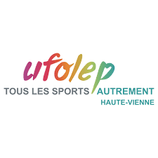 ufolep
TOUS LES SPORTS AUTREMENT
HAUTE-VIENNE